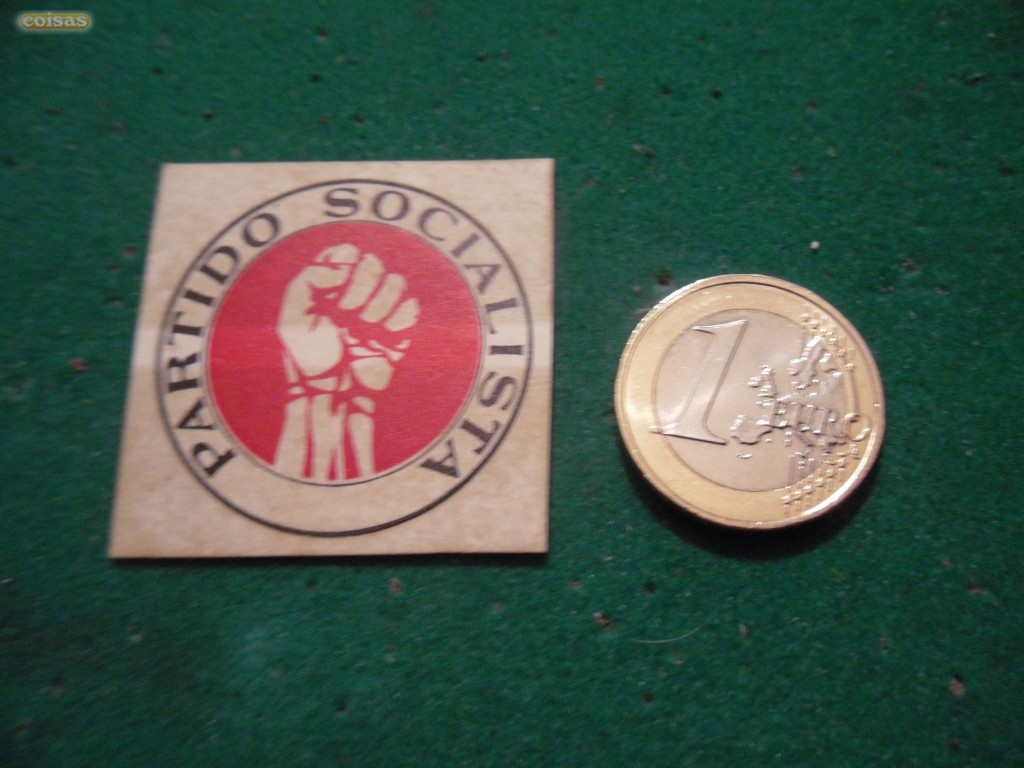 coisas
PARTIDO SOCIALISTA
1
EURO